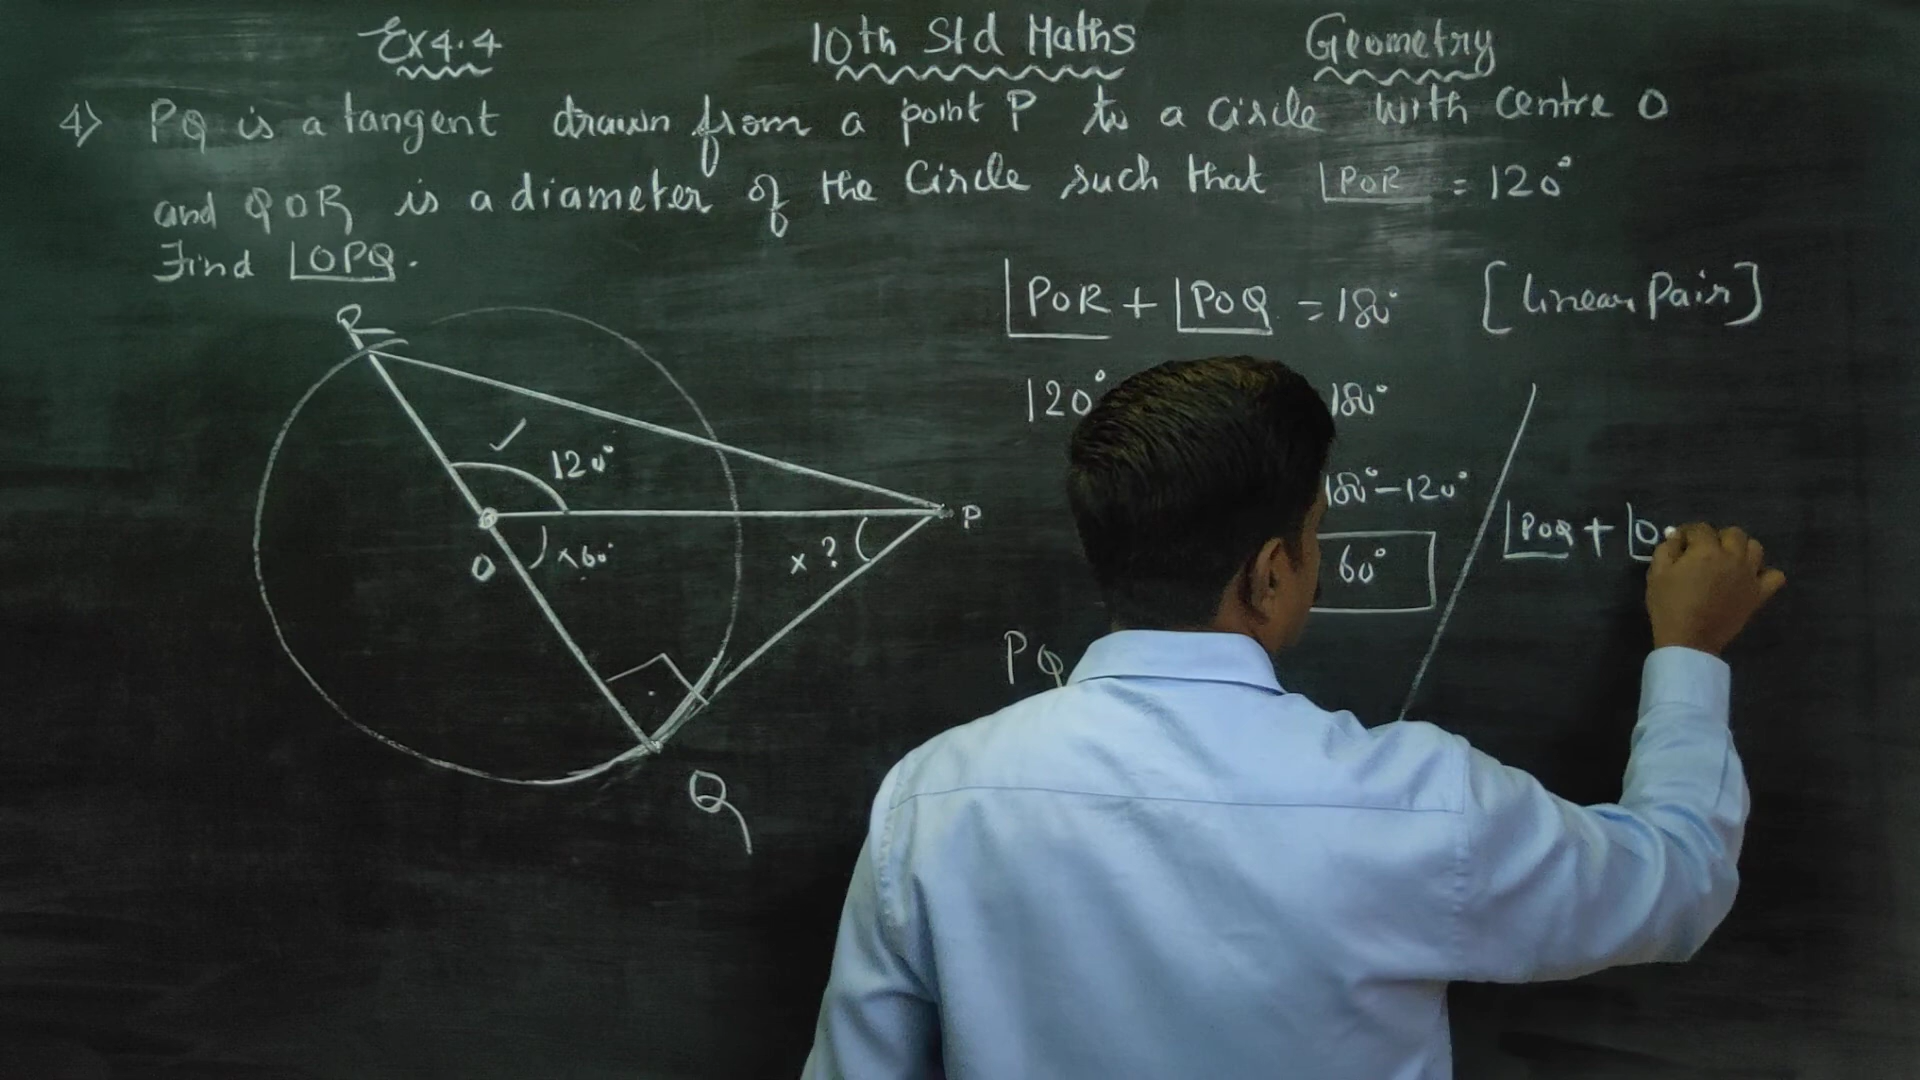 Ex 4.4 10th Std Maths Geometry
4) PQ is a tangent drawn from a point P to a Circle with Centre O
and QOR is a diameter of the Circle such that ∠POR = 120°
Find ∠OPQ.
∠POR + ∠POQ = 180° [linear Pair]
120° 180°
180° - 120°
60°
PQ
∠POQ + ∠O
R
120°
P
O
x 60°
x ?
Q